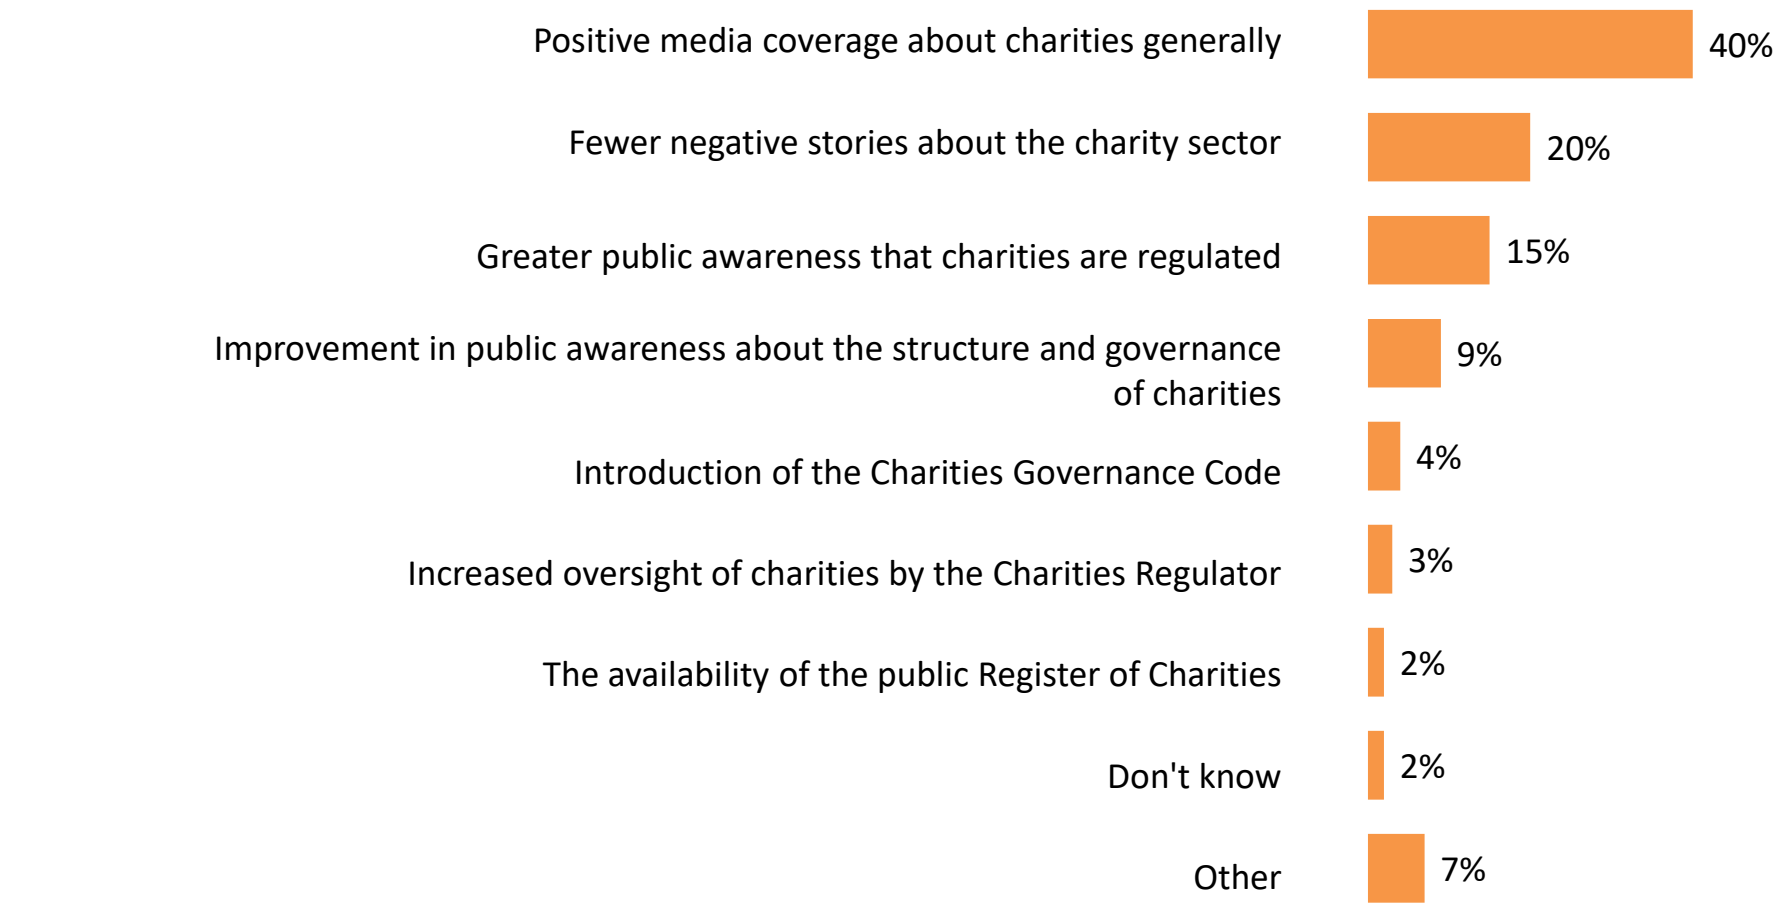 Positive media coverage about charities generally 40%
Fewer negative stories about the charity sector 20%
Greater public awareness that charities are regulated 15%
Improvement in public awareness about the structure and governance
of charities 9%
Introduction of the Charities Governance Code 4%
Increased oversight of charities by the Charities Regulator 3%
The availability of the public Register of Charities 2%
Don't know 2%
Other 7%